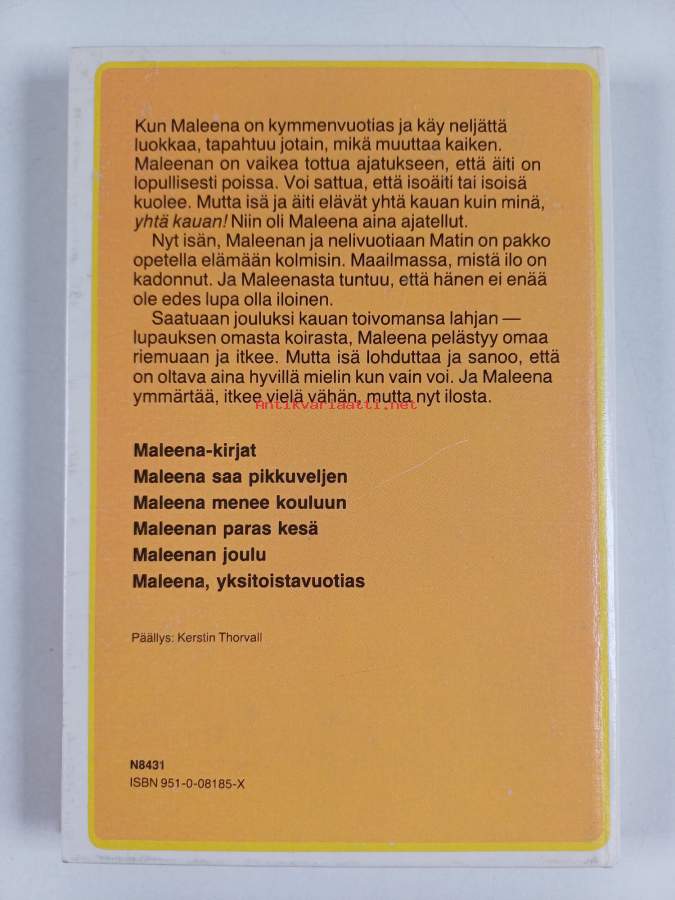 Kun Maleena on kymmenvuotias ja käy neljättä
luokkaa, tapahtuu jotain, mikä muuttaa kaiken.
Maleenan on vaikea tottua ajatukseen, että äiti on
lopullisesti poissa. Voi sattua, että isoäiti tai isoisä
kuolee. Mutta isä ja äiti elävät yhtä kauan kuin minä,
yhtä kauan! Niin oli Maleena aina ajatellut.
Nyt isän, Maleenan ja nelivuotiaan Matin on pakko
opetella elämään kolmisin. Maailmassa, mistä ilo on
kadonnut. Ja Maleenasta tuntuu, että hänen ei enää
ole edes lupa olla iloinen.
Saatuaan jouluksi kauan toivomansa lahjan —
lupauksen omasta koirasta, Maleena pelästyy omaa
riemuaan ja itkee. Mutta isä lohduttaa ja sanoo, että
on oltava aina hyvillä mielin kun vain voi. Ja Maleena
ymmärtää, itkee vielä vähän, mutta nyt ilosta.
Antikvariaatti.net
Maleena-kirjat
Maleena saa pikkuveljen
Maleena menee kouluun
Maleenan paras kesä
Maleenan joulu
Maleena, yksitoistavuotias
Päällys: Kerstin Thorvall
N8431
ISBN 951-0-08185-X